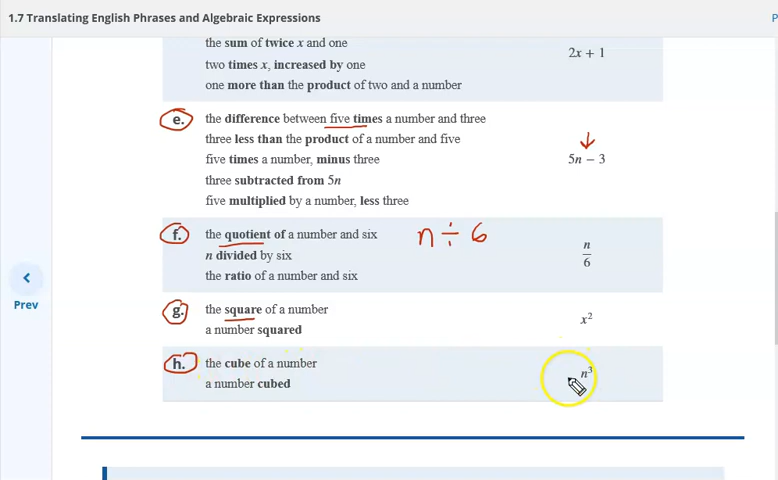 1.7 Translating English Phrases and Algebraic Expressions
P
the sum of twice x and one
two times x, increased by one
one more than the product of two and a number
2x + 1
e. the difference between five times a number and three
three less than the product of a number and five
five times a number, minus three
three subtracted from 5n
five multiplied by a number, less three
5n − 3
f. the quotient of a number and six
n ÷ 6
n divided by six
the ratio of a number and six
n/6
Prev
g. the square of a number
a number squared
x²
h. the cube of a number
a number cubed
n³